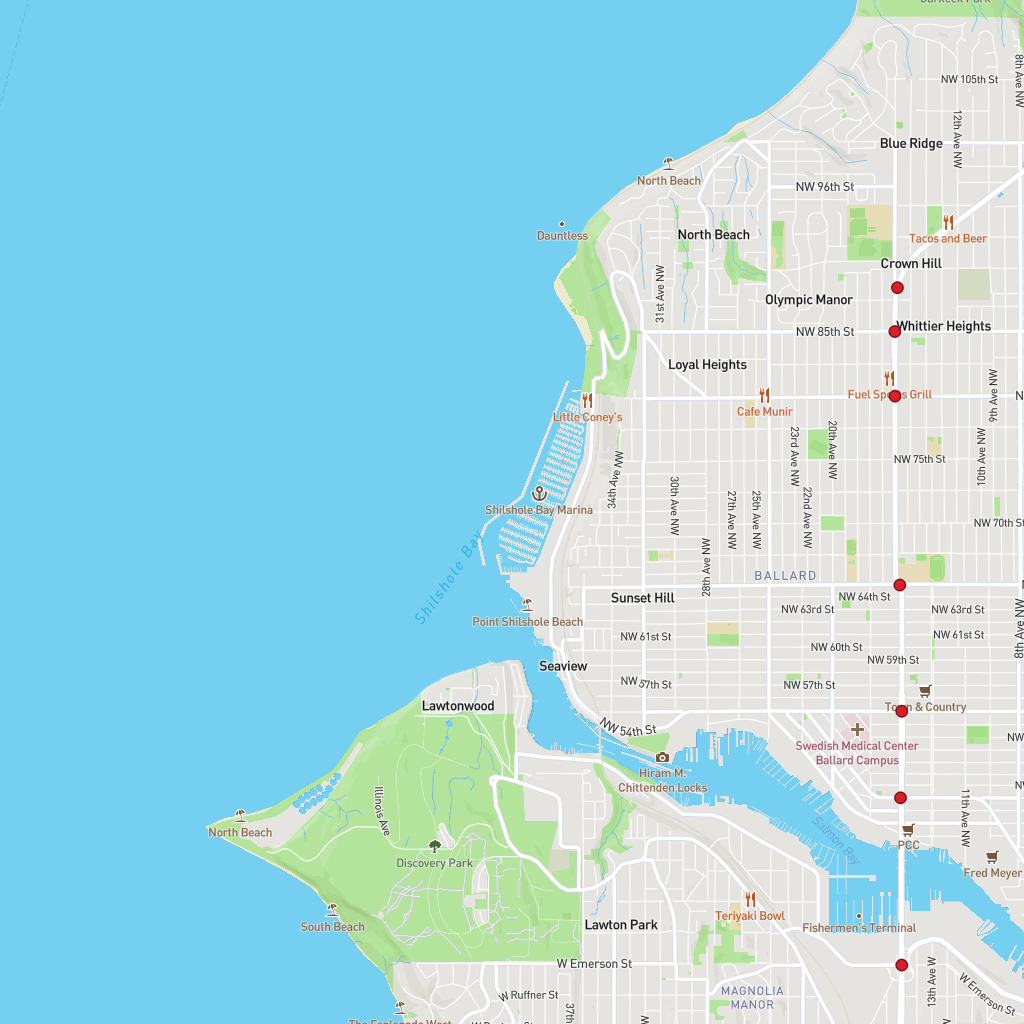 8th Ave NW
NW 105th St
12th Ave NW
Blue Ridge
North Beach
NW 96th St
Dauntless
North Beach
Tacos and Beer
Crown Hill
31st Ave NW
Olympic Manor
NW 85th St
Whittier Heights
Loyal Heights
9th Ave NW
Fuel Sports Grill
Cafe Munir
Little Coney's
23rd Ave NW
20th Ave NW
10th Ave NW
NW 75th St
34th Ave NW
30th Ave NW
27th Ave NW
25th Ave NW
22nd Ave NW
Shilshole Bay Marina
NW 70th St
Shilshole Bay
28th Ave NW
BALLARD
Sunset Hill
NW 64th St
NW 63rd St
NW 63rd St
8th Ave NW
Point Shilshole Beach
NW 61st St
NW 61st St
NW 60th St
NW 59th St
Seaview
NW 57th St
NW 57th St
Lawtonwood
Town & Country
NW 54th St
Swedish Medical Center
Ballard Campus
Hiram M.
Chittenden Locks
Illinois Ave
11th Ave NW
North Beach
Salmon Bay
PCC
Discovery Park
Fred Meyer
Teriyaki Bowl
South Beach
Lawton Park
Fishermen's Terminal
W Emerson St
13th Ave W
W Emerson St
MAGNOLIA
MANOR
W Ruffner St
37th